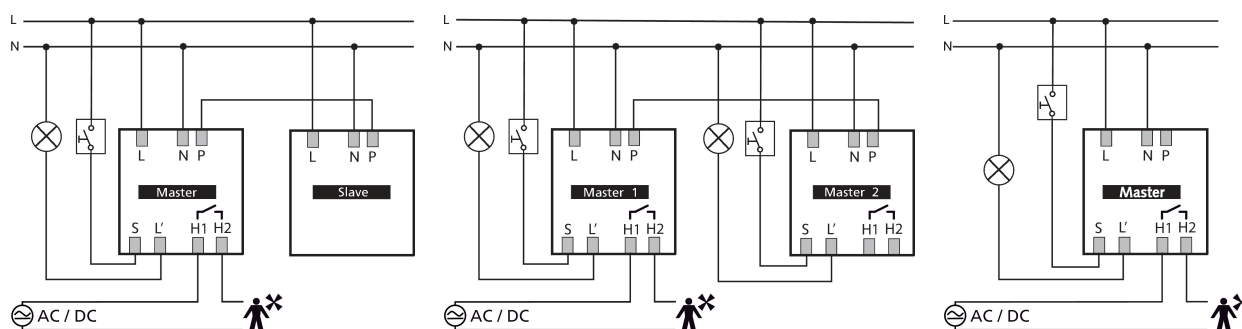 L
N
L N P
Master
S L' H1 H2
L N P
Slave
AC / DC
L
N
L N P
Master 1
S L' H1 H2
L N P
Master 2
S L' H1 H2
AC / DC
L
N
L N P
Master
S L' H1 H2
AC / DC